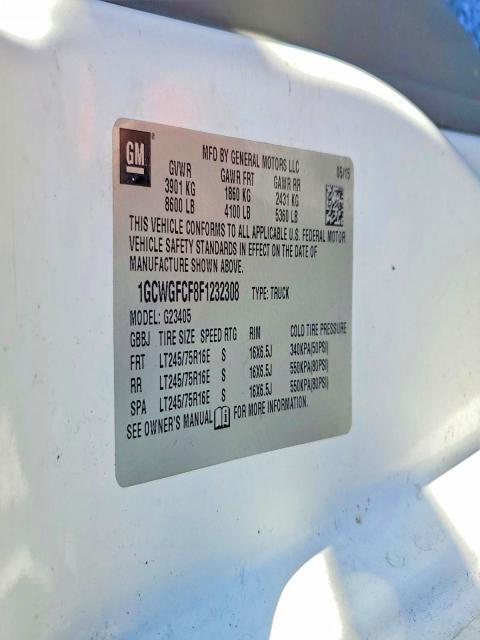 GM
MFD BY GENERAL MOTORS LLC 05/15
GVWR GAWR FRT GAWR RR
3901 KG 1860 KG 2431 KG
8600 LB 4100 LB 5360 LB
THIS VEHICLE CONFORMS TO ALL APPLICABLE U.S. FEDERAL MOTOR
VEHICLE SAFETY STANDARDS IN EFFECT ON THE DATE OF
MANUFACTURE SHOWN ABOVE.
1GCWGFCF8F1232308 TYPE: TRUCK
MODEL: G23405
GBBJ TIRE SIZE SPEED RTG RIM COLD TIRE PRESSURE
FRT LT245/75R16E S 16X6.5J 340KPA(50PSI)
RR LT245/75R16E S 16X6.5J 550KPA(80PSI)
SPA LT245/75R16E S 16X6.5J 550KPA(80PSI)
SEE OWNER'S MANUAL FOR MORE INFORMATION.